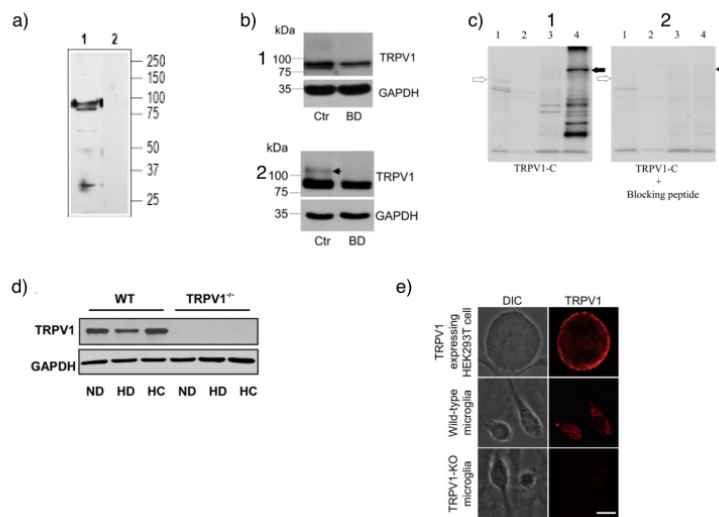 a)
1 2
250
150
100
75
50
37
25
b)
kDa
1
100
75
TRPV1
35
GAPDH
Ctr BD
kDa
2
100
75
TRPV1
35
GAPDH
Ctr BD
c)
1
1 2 3 4
TRPV1-C
2
1 2 3 4
TRPV1-C
+
Blocking peptide
d)
WT TRPV1-/-
TRPV1
GAPDH
ND HD HC ND HD HC
e)
DIC TRPV1
TRPV1
expressing
HEK293T cell
Wild-type
microglia
TRPV1-KO
microglia